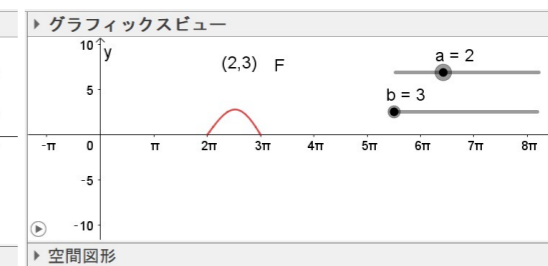 グラフィックスビュー
10
y
(2,3) F
a = 2
5
b = 3
-π 0 π 2π 3π 4π 5π 6π 7π 8π
-5
-10
空間図形